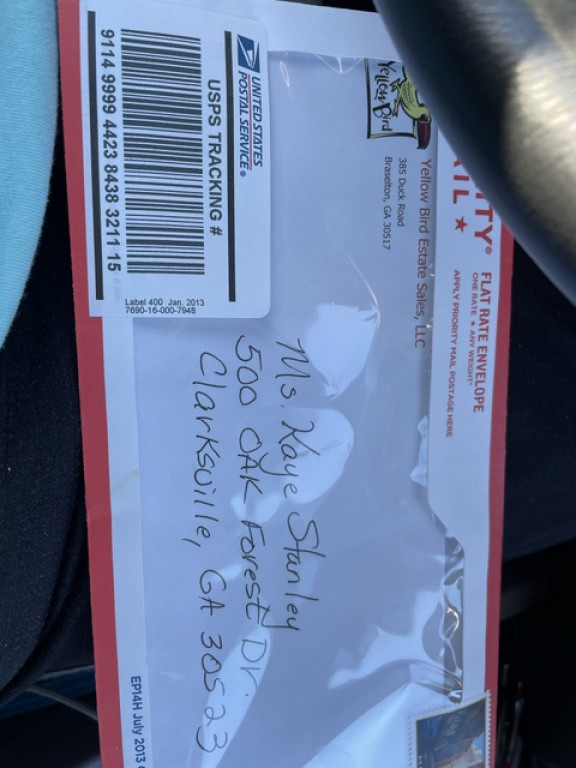 UNITED STATES
POSTAL SERVICE®
USPS TRACKING #
9114 9999 4423 8438 3211 15
Label 400 Jan. 2013
7690-16-000-7948
Yellow Bird
Yellow Bird Estate Sales, LLC
385 Duck Road
Braselton, GA 30517
ITY®
IL ★
FLAT RATE ENVELOPE
ONE RATE ★ ANY WEIGHT*
APPLY PRIORITY MAIL POSTAGE HERE
Ms. Kaye Stanley
500 OAK Forest Dr.
Clarksville, GA 30523
EP14H July 2013